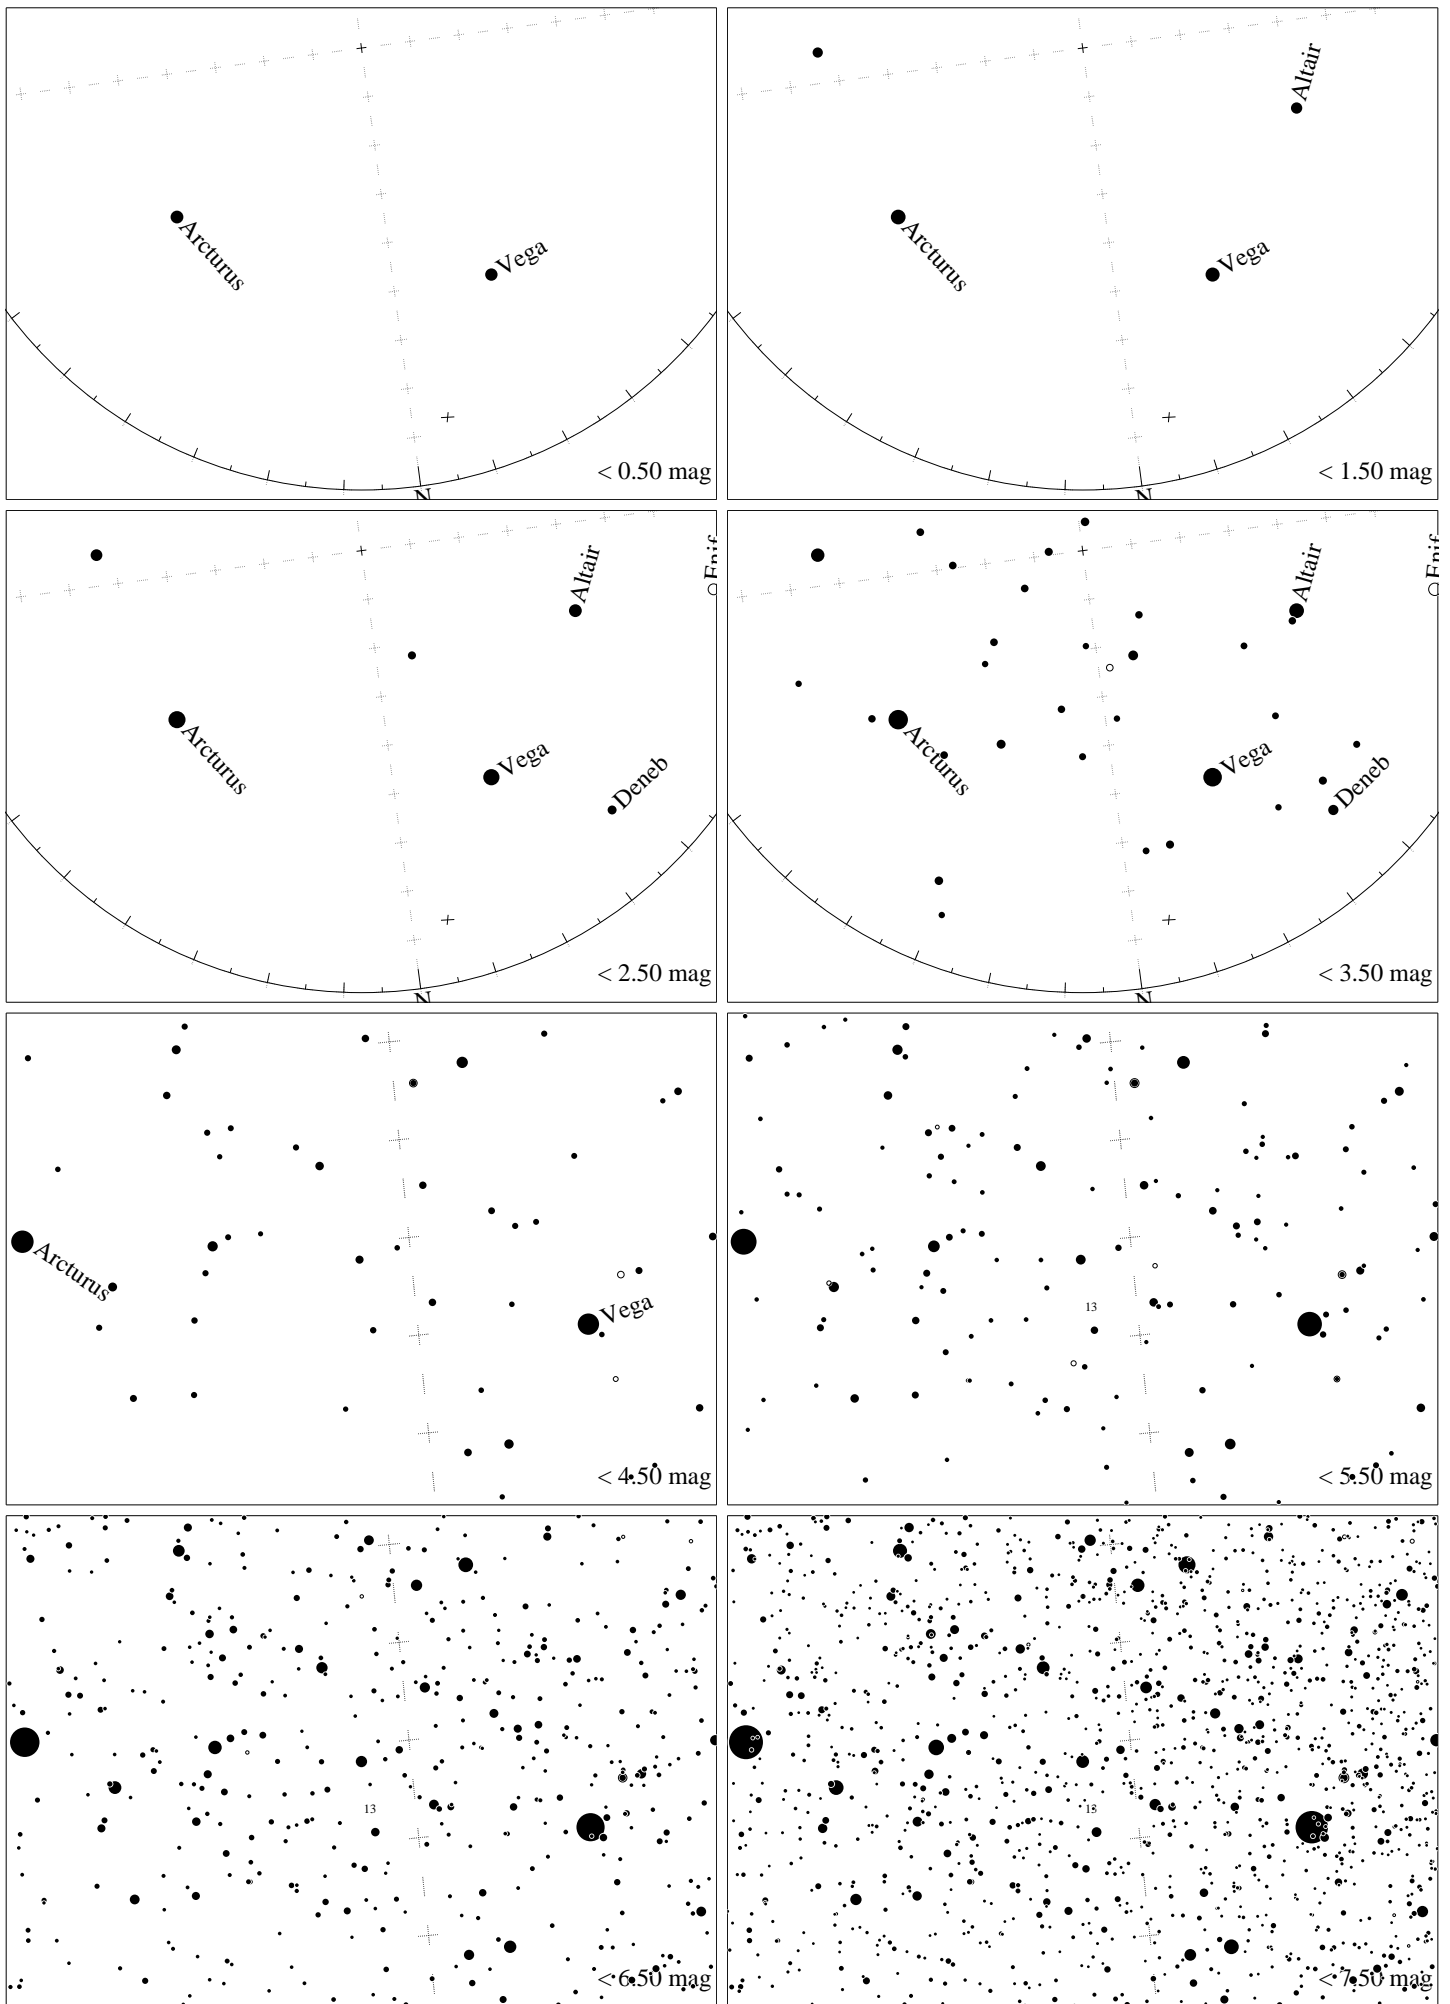 Arcturus
Vega
N
< 0.50 mag
Altair
Arcturus
Vega
N
< 1.50 mag
Altair
Enif
Arcturus
Vega
Deneb
N
< 2.50 mag
Altair
Enif
Arcturus
Vega
Deneb
N
< 3.50 mag
Arcturus
Vega
< 4.50 mag
13
< 5.50 mag
13
< 6.50 mag
13
< 7.50 mag